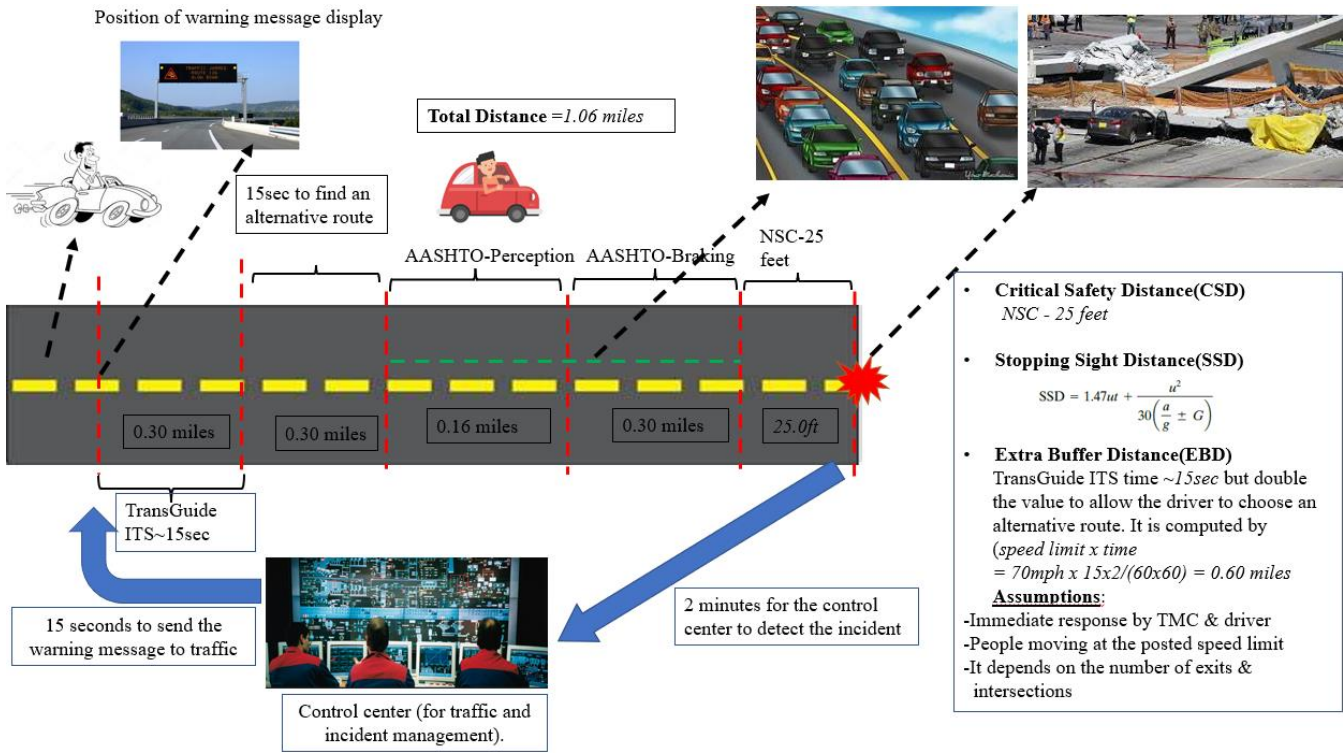 Position of warning message display
Total Distance =1.06 miles
15sec to find an
alternative route
AASHTO-Perception
AASHTO-Braking
NSC-25
feet
0.30 miles
0.30 miles
0.16 miles
0.30 miles
25.0ft
TransGuide
ITS~15sec
15 seconds to send the
warning message to traffic
2 minutes for the control
center to detect the incident
Control center (for traffic and
incident management).
• Critical Safety Distance(CSD)
NSC - 25 feet
• Stopping Sight Distance(SSD)
SSD = 1.47ut + u²/(30(a/g ± G))
• Extra Buffer Distance(EBD)
TransGuide ITS time ~15sec but double
the value to allow the driver to choose an
alternative route. It is computed by
(speed limit x time
= 70mph x 15x2/(60x60) = 0.60 miles
Assumptions:
-Immediate response by TMC & driver
-People moving at the posted speed limit
-It depends on the number of exits &
intersections